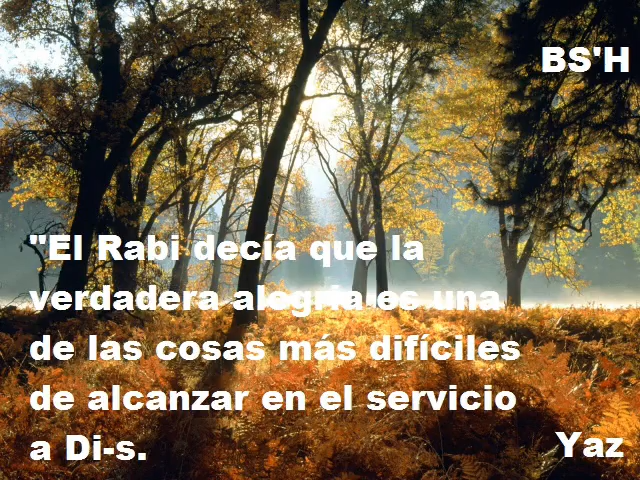 BS'H
"El Rabi decía que la
verdadera alegría es una
de las cosas más difíciles
de alcanzar en el servicio
a Di-s.
Yaz